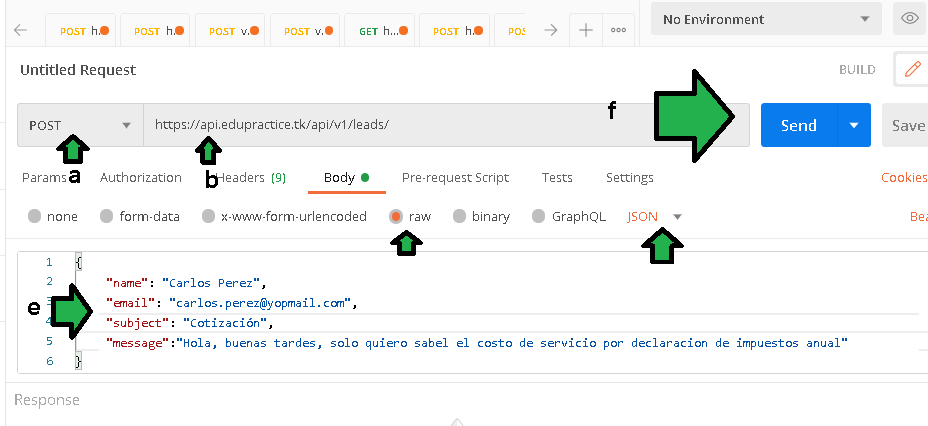 POST h. POST h. POST v. POST v. GET h... POST h. POS ooo No Environment
Untitled Request BUILD
POST https://api.edupractice.tk/api/v1/leads/ f Send Save
a b
Params Authorization Headers (9) Body Pre-request Script Tests Settings Cookies
none form-data x-www-form-urlencoded raw binary GraphQL JSON Bea
1 {
2 "name": "Carlos Perez",
3 "email": "carlos.perez@yopmail.com",
e
4 "subject": "Cotización",
5 "message":"Hola, buenas tardes, solo quiero sabel el costo de servicio por declaracion de impuestos anual"
6 }
Response